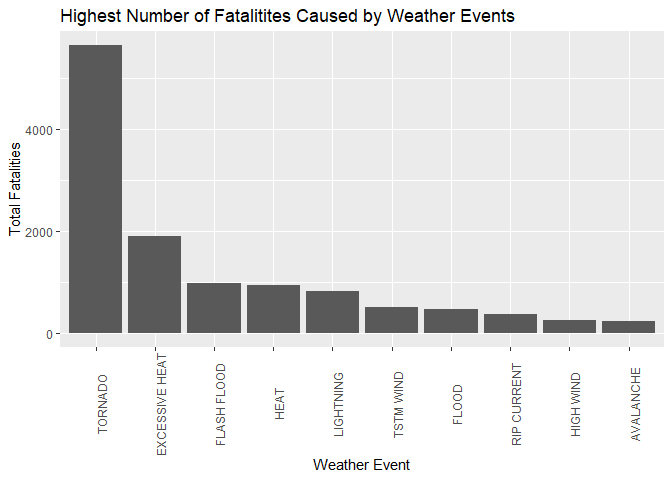 Highest Number of Fatalitites Caused by Weather Events
Total Fatalities
4000
2000
0
TORNADO
EXCESSIVE HEAT
FLASH FLOOD
HEAT
LIGHTNING
TSTM WIND
FLOOD
RIP CURRENT
HIGH WIND
AVALANCHE
Weather Event